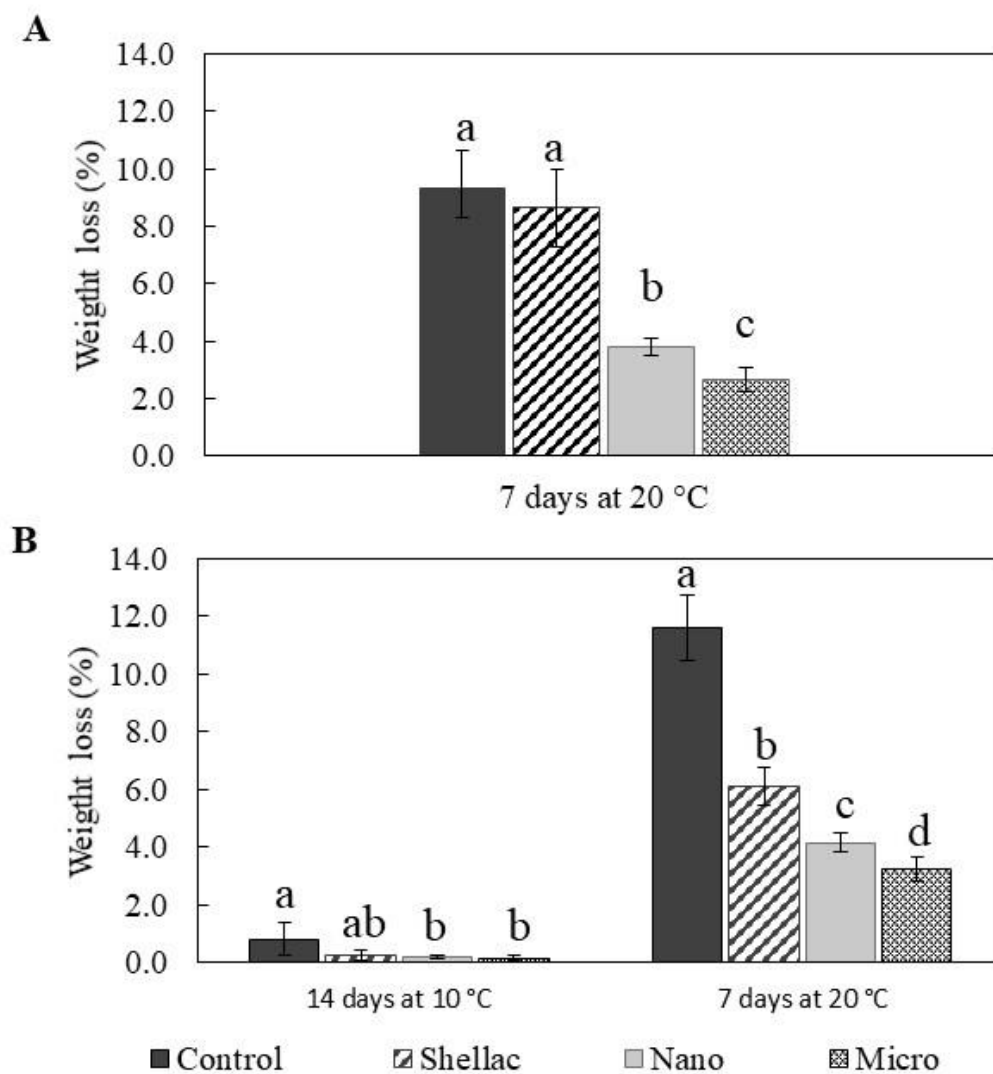 A
14.0
12.0
10.0
8.0
6.0
4.0
2.0
0.0
Weigtht loss (%)
a
a
b
c
7 days at 20 °C
B
14.0
12.0
10.0
8.0
6.0
4.0
2.0
0.0
Weigtht loss (%)
a
ab
b
b
a
b
c
d
14 days at 10 °C
7 days at 20 °C
Control Shellac Nano Micro